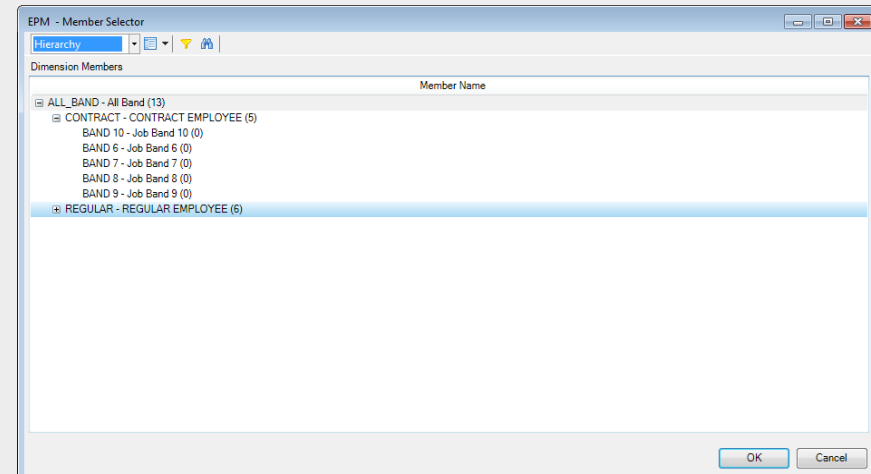 EPM - Member Selector
Hierarchy
Dimension Members
Member Name
ALL_BAND - All Band (13)
CONTRACT - CONTRACT EMPLOYEE (5)
BAND 10 - Job Band 10 (0)
BAND 6 - Job Band 6 (0)
BAND 7 - Job Band 7 (0)
BAND 8 - Job Band 8 (0)
BAND 9 - Job Band 9 (0)
REGULAR - REGULAR EMPLOYEE (6)
OK Cancel